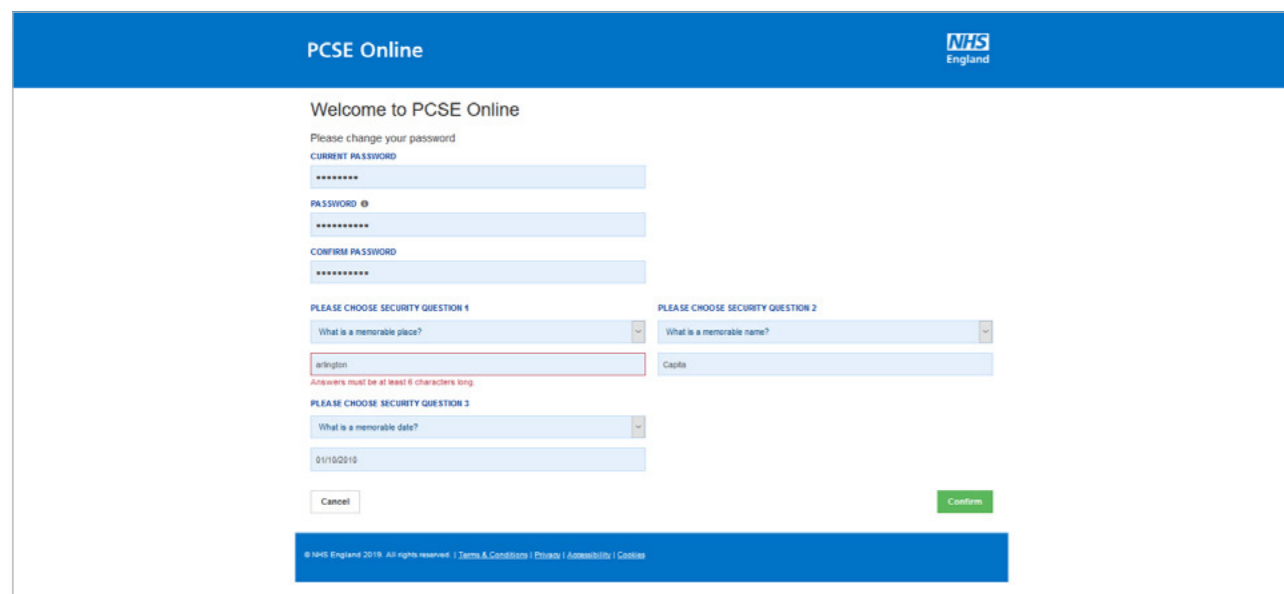 PCSE Online
NHS
England
Welcome to PCSE Online
Please change your password
CURRENT PASSWORD
••••••••
PASSWORD
••••••••••
CONFIRM PASSWORD
••••••••••
PLEASE CHOOSE SECURITY QUESTION 1
What is a memorable place?
arlington
Answers must be at least 6 characters long.
PLEASE CHOOSE SECURITY QUESTION 2
What is a memorable name?
Capita
PLEASE CHOOSE SECURITY QUESTION 3
What is a memorable date?
01/10/2010
Cancel
Confirm
© NHS England 2019. All rights reserved. | Terms & Conditions | Privacy | Accessibility | Cookies